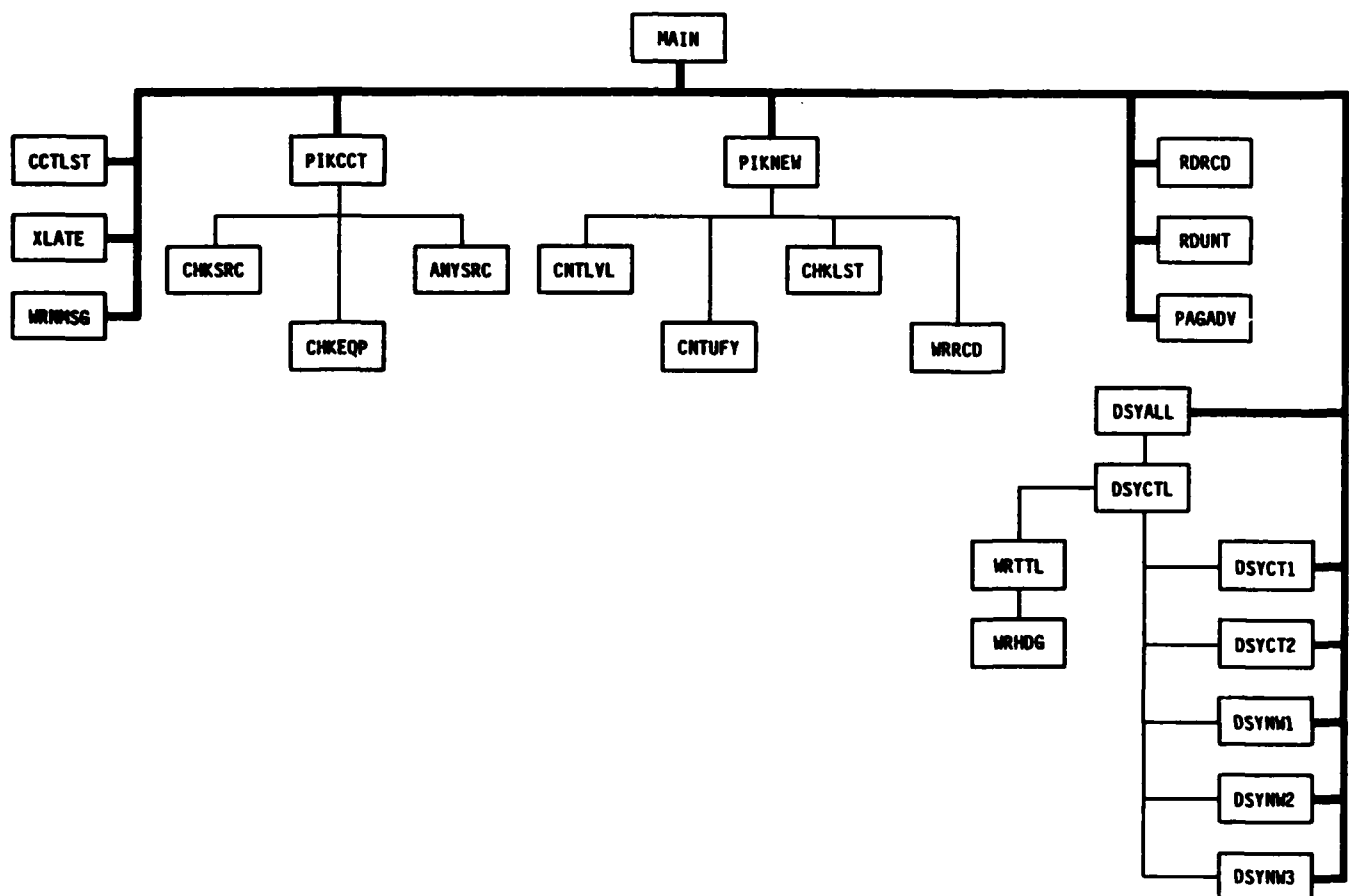 MAIN
CCTLST
PIKCCT
PIKNEW
RDRCD
XLATE
CHKSRC
ANYSRC
CNTLVL
CHKLST
RDUNT
WRNMSG
CHKEQP
CNTUFY
WRRCD
PAGADV
DSYALL
DSYCTL
WRTTL
DSYCT1
WRHDG
DSYCT2
DSYNW1
DSYNW2
DSYNW3